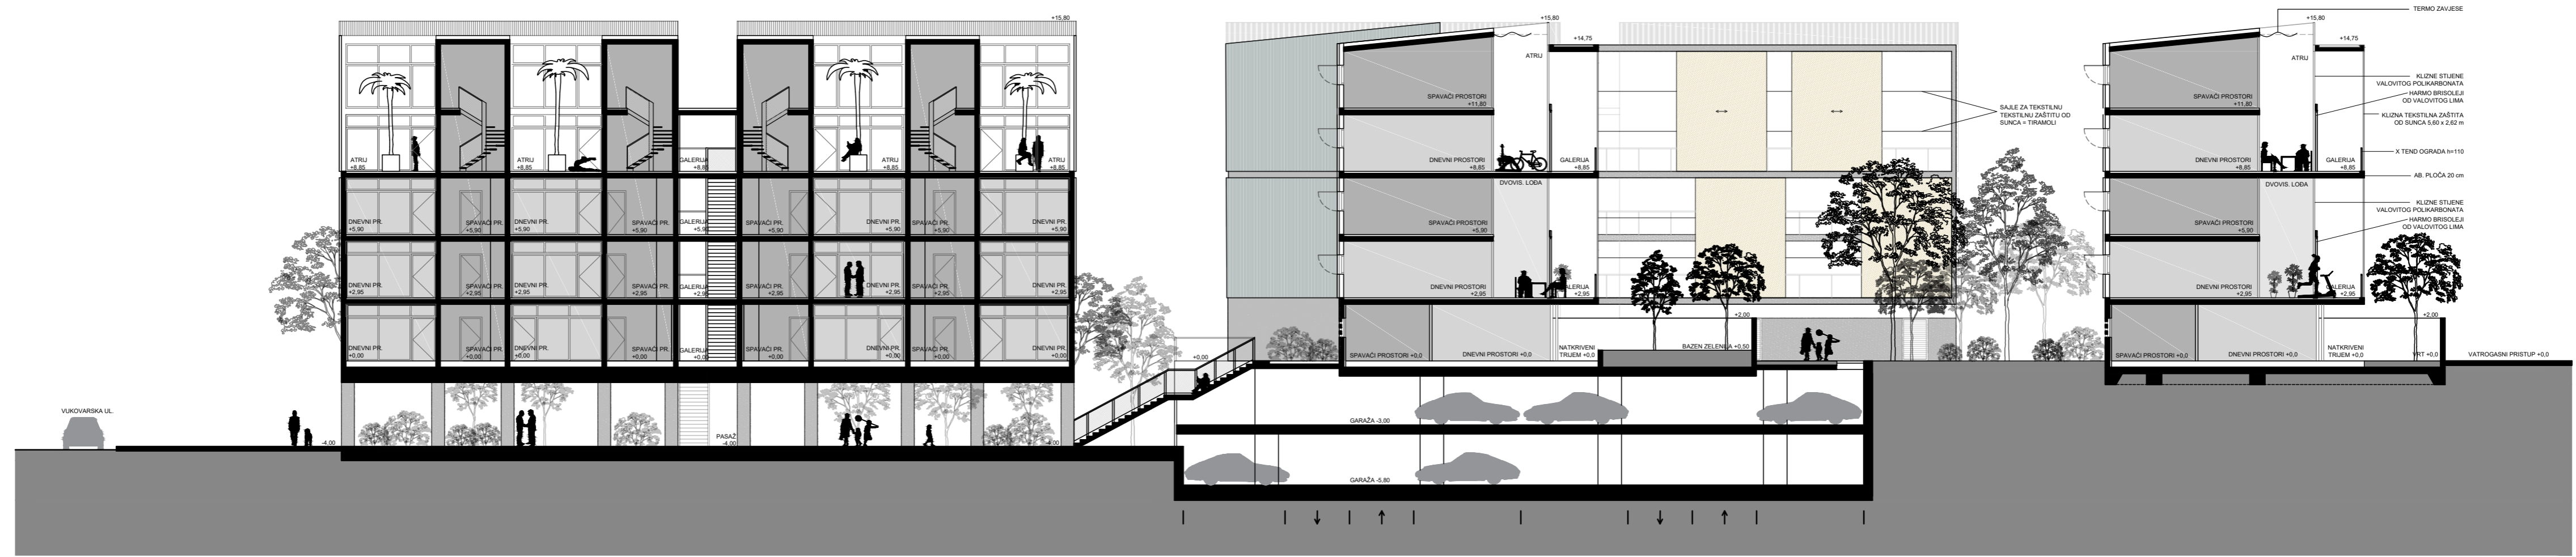 +15,80
ATRIJ
+8,85
ATRIJ
+8,85
GALERIJA
+8,85
ATRIJ
+8,85
ATRIJ
+8,85
DNEVNI PR.
+5,90
SPAVAĆI PR.
+5,90
DNEVNI PR.
+5,90
SPAVAĆI PR.
+5,90
GALERIJA
+5,90
SPAVAĆI PR.
+5,90
DNEVNI PR.
+5,90
SPAVAĆI PR.
+5,90
DNEVNI PR.
+5,90
DNEVNI PR.
+2,95
SPAVAĆI PR.
+2,95
DNEVNI PR.
+2,95
SPAVAĆI PR.
+2,95
GALERIJA
+2,95
SPAVAĆI PR.
+2,95
DNEVNI PR.
+2,95
SPAVAĆI PR.
+2,95
DNEVNI PR.
+2,95
DNEVNI PR.
+0,00
SPAVAĆI PR.
+0,00
DNEVNI PR.
+0,00
SPAVAĆI PR.
+0,00
GALERIJA
+0,00
SPAVAĆI PR.
+0,00
DNEVNI PR.
+0,00
SPAVAĆI PR.
+0,00
DNEVNI PR.
+0,00
VUKOVARSKA UL.
-4,00
PASAŽ
-4,00
-4,00
+0,00
+15,80
+14,75
ATRIJ
SPAVAĆI PROSTORI
+11,80
DNEVNI PROSTORI
+8,85
GALERIJA
+8,85
DVOVIS. LOĐA
SPAVAĆI PROSTORI
+5,90
DNEVNI PROSTORI
+2,95
GALERIJA
+2,95
SPAVAĆI PROSTORI +0,0
DNEVNI PROSTORI +0,0
NATKRIVENI
TRIJEM +0,0
BAZEN ZELENILA +0,50
+2,00
GARAŽA -3,00
GARAŽA -5,80
SAJLE ZA TEKSTILNU
TEKSTILNU ZAŠTITU OD
SUNCA = TIRAMOLI
+15,80
+14,75
ATRIJ
SPAVAĆI PROSTORI
+11,80
DNEVNI PROSTORI
+8,85
GALERIJA
+8,85
DVOVIS. LOĐA
SPAVAĆI PROSTORI
+5,90
DNEVNI PROSTORI
+2,95
GALERIJA
+2,95
+2,00
SPAVAĆI PROSTORI +0,0
DNEVNI PROSTORI +0,0
NATKRIVENI
TRIJEM +0,0
VRT +0,0
VATROGASNI PRISTUP +0,0
TERMO ZAVJESE
KLIZNE STIJENE
VALOVITOG POLIKARBONATA
HARMO BRISOLEJI
OD VALOVITOG LIMA
KLIZNA TEKSTILNA ZAŠTITA
OD SUNCA 5,60 x 2,62 m
X TEND OGRADA h=110
AB. PLOČA 20 cm
KLIZNE STIJENE
VALOVITOG POLIKARBONATA
HARMO BRISOLEJI
OD VALOVITOG LIMA